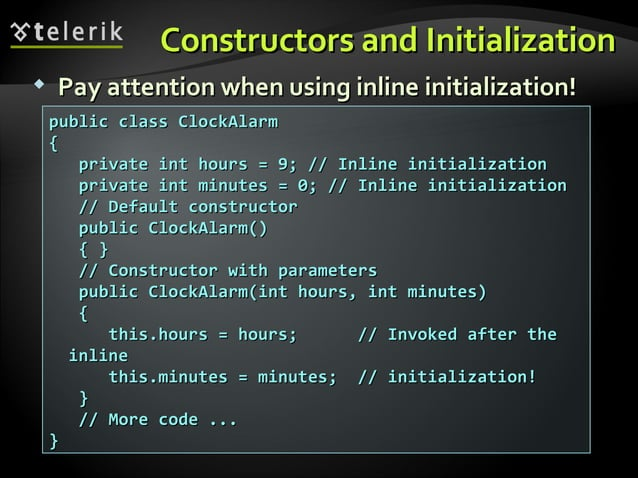 telerik
Constructors and Initialization
Pay attention when using inline initialization!
public class ClockAlarm
{
private int hours = 9; // Inline initialization
private int minutes = 0; // Inline initialization
// Default constructor
public ClockAlarm()
{ }
// Constructor with parameters
public ClockAlarm(int hours, int minutes)
{
this.hours = hours; // Invoked after the
inline
this.minutes = minutes; // initialization!
}
// More code ...
}